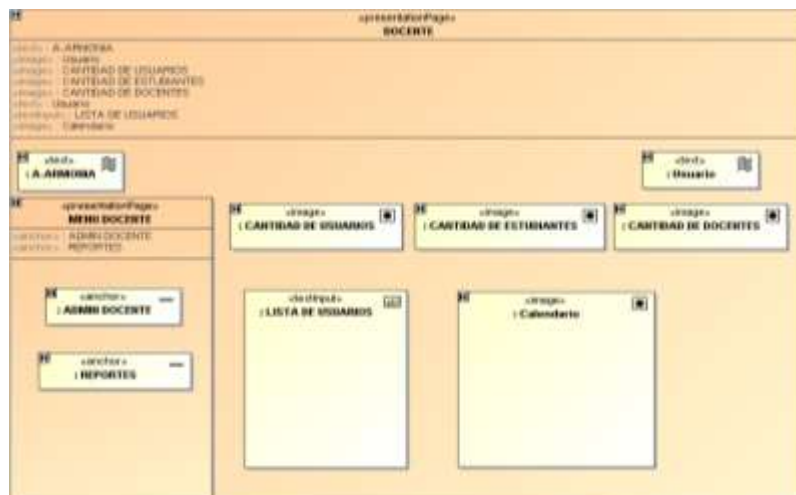 «presentationPage»
DOCENTE
«text» : A-ARMONIA
«image» : Usuario
«image» : CANTIDAD DE USUARIOS
«image» : CANTIDAD DE ESTUDIANTES
«image» : CANTIDAD DE DOCENTES
«text» : Usuario
«textInput» : LISTA DE USUARIOS
«image» : Calendario
«text»
: A-ARMONIA
«text»
: Usuario
«presentationPage»
MENU DOCENTE
«anchor» : ADMIN DOCENTE
«anchor» : REPORTES
«image»
: CANTIDAD DE USUARIOS
«image»
: CANTIDAD DE ESTUDIANTES
«image»
: CANTIDAD DE DOCENTES
«anchor»
: ADMIN DOCENTE
«anchor»
: REPORTES
«textInput»
: LISTA DE USUARIOS
«image»
: Calendario